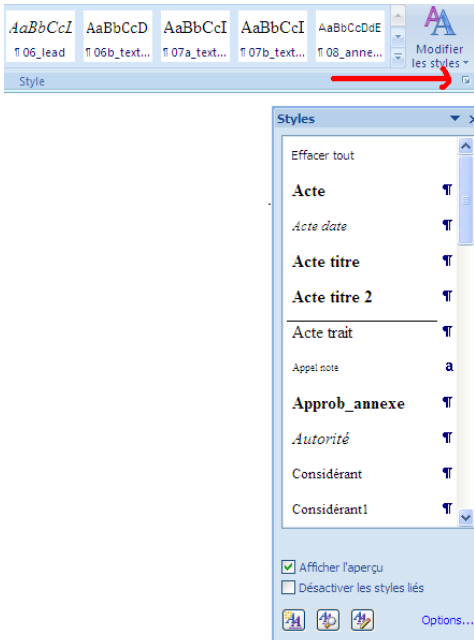 AaBbCcI AaBbCcD AaBbCcI AaBbCcI AaBbCcDdE
¶ 06_lead ¶ 06b_text... ¶ 07a_text... ¶ 07b_text... ¶ 08_anne...
Modifier
les styles
Style
Styles
Effacer tout
Acte ¶
Acte date ¶
Acte titre ¶
Acte titre 2 ¶
Acte trait ¶
Appel note a
Approb_annexe ¶
Autorité ¶
Considérant ¶
Considérant1 ¶
Afficher l'aperçu
Désactiver les styles liés
Options...